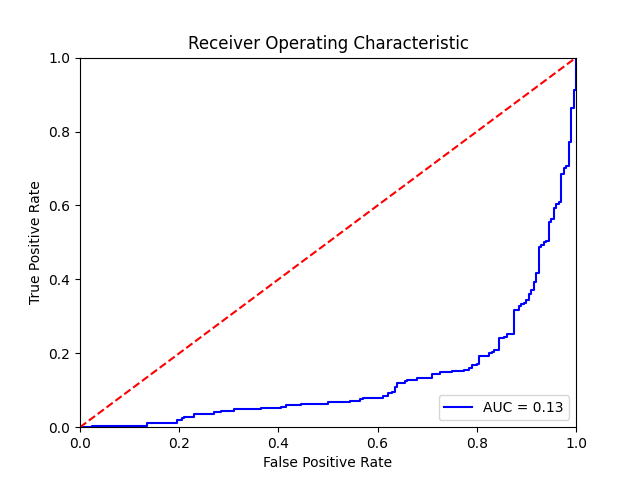 Receiver Operating Characteristic
1.0
0.8
0.6
0.4
0.2
0.0
True Positive Rate
AUC = 0.13
0.0 0.2 0.4 0.6 0.8 1.0
False Positive Rate